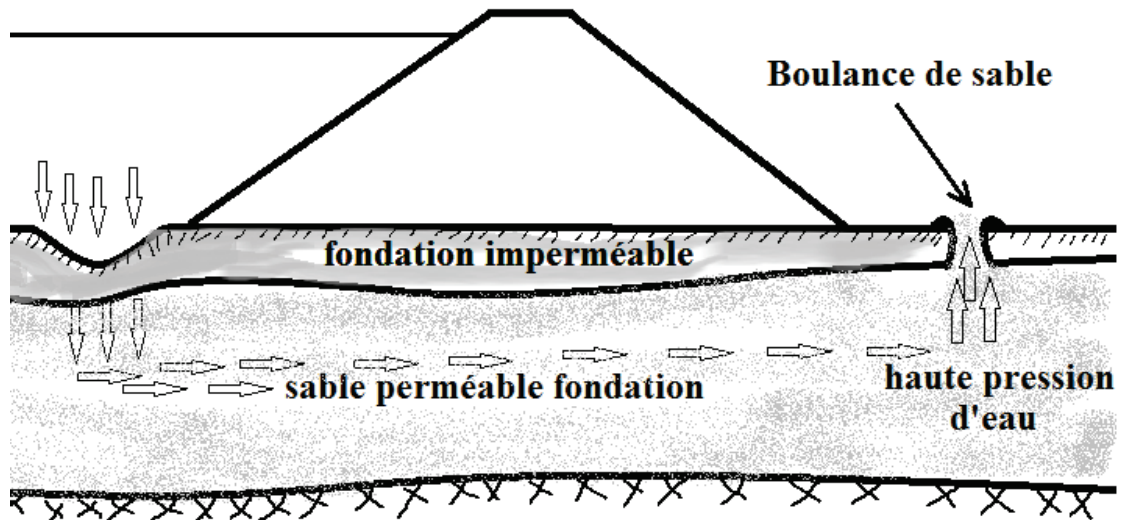 Boulance de sable
fondation imperméable
sable perméable fondation
haute pression
d'eau